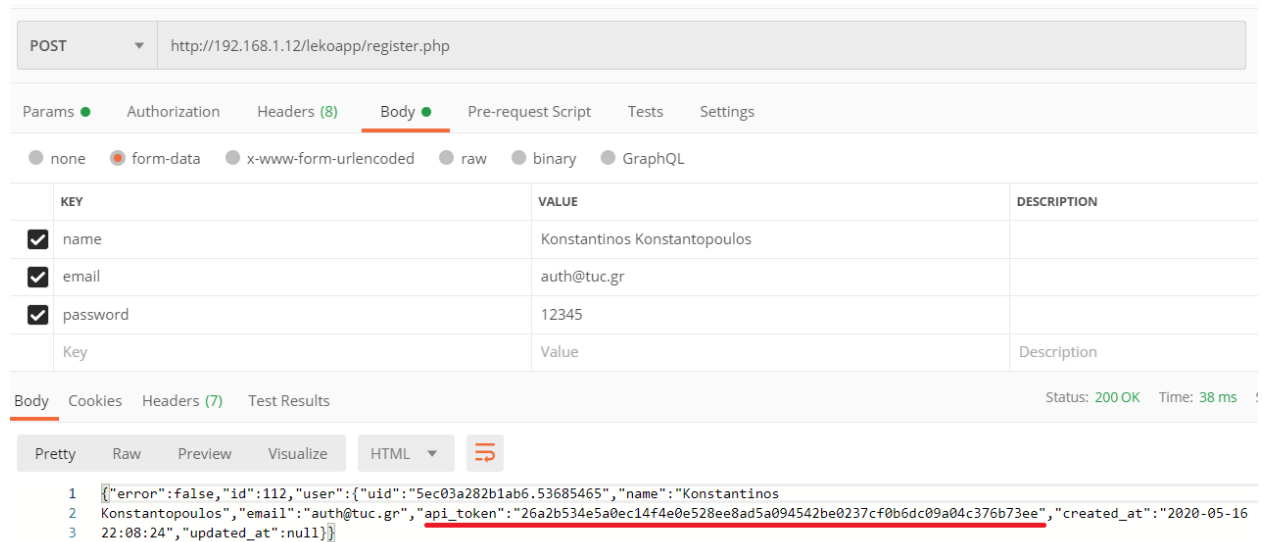 POST http://192.168.1.12/lekoapp/register.php
Params Authorization Headers (8) Body Pre-request Script Tests Settings
none form-data x-www-form-urlencoded raw binary GraphQL
KEY VALUE DESCRIPTION
name Konstantinos Konstantopoulos
email auth@tuc.gr
password 12345
Key Value Description
Body Cookies Headers (7) Test Results Status: 200 OK Time: 38 ms
Pretty Raw Preview Visualize HTML
1 {"error":false,"id":112,"user":{"uid":"5ec03a282b1ab6.53685465","name":"Konstantinos
2 Konstantopoulos","email":"auth@tuc.gr","api_token":"26a2b534e5a0ec14f4e0e528ee8ad5a094542be0237cf0b6dc09a04c376b73ee","created_at":"2020-05-16
3 22:08:24","updated_at":null}}